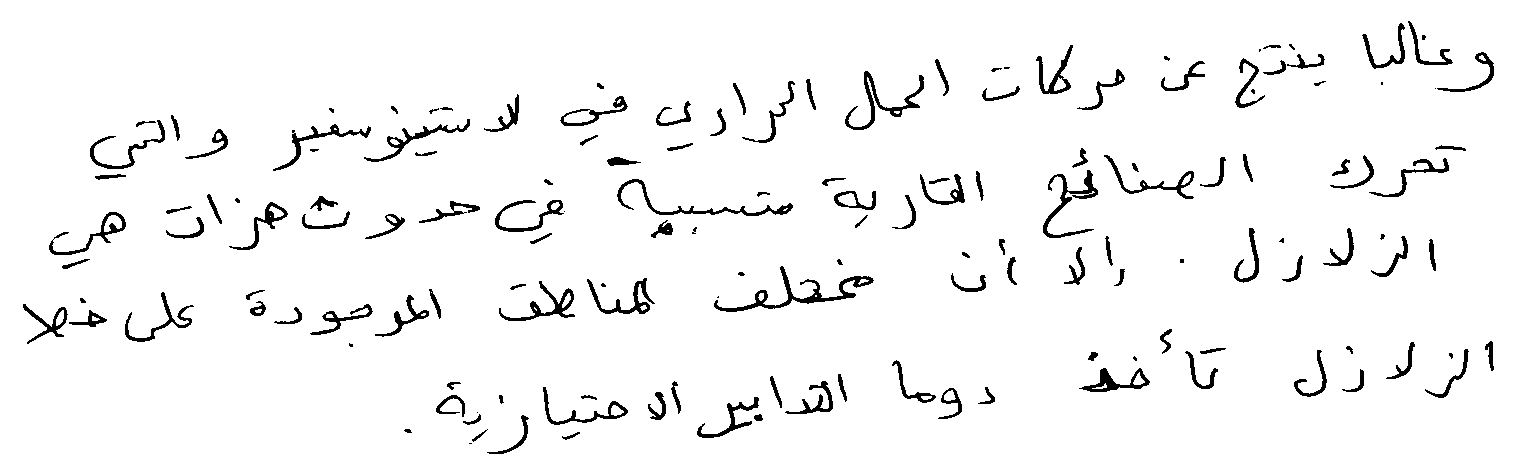 وغالبا ينتج عن حركات الحمل الحراري في لاستينوسفير والتي
تحرك الصفائح القارية متسببة في حدوث هزات هي
الزلازل . إلا أن مختلف المناطق الموجودة على خط
الزلازل تأخذ دوما التدابير الاحتيازية .